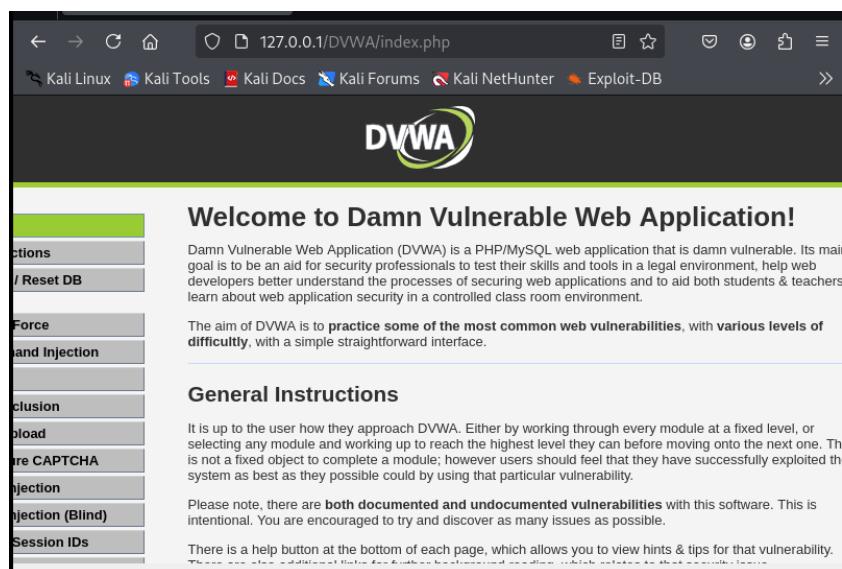 127.0.0.1/DVWA/index.php
Kali Linux Kali Tools Kali Docs Kali Forums Kali NetHunter Exploit-DB
DVWA
Welcome to Damn Vulnerable Web Application!
ctions
Damn Vulnerable Web Application (DVWA) is a PHP/MySQL web application that is damn vulnerable. Its mai
/ Reset DB
goal is to be an aid for security professionals to test their skills and tools in a legal environment, help web
developers better understand the processes of securing web applications and to aid both students & teachers
learn about web application security in a controlled class room environment.
Force
The aim of DVWA is to practice some of the most common web vulnerabilities, with various levels of
and Injection
difficultly, with a simple straightforward interface.
clusion
General Instructions
pload
It is up to the user how they approach DVWA. Either by working through every module at a fixed level, or
re CAPTCHA
selecting any module and working up to reach the highest level they can before moving onto the next one. Th
njection
is not a fixed object to complete a module; however users should feel that they have successfully exploited th
njection (Blind)
system as best as they possible could by using that particular vulnerability.
Session IDs
Please note, there are both documented and undocumented vulnerabilities with this software. This is
intentional. You are encouraged to try and discover as many issues as possible.
There is a help button at the bottom of each page, which allows you to view hints & tips for that vulnerability.